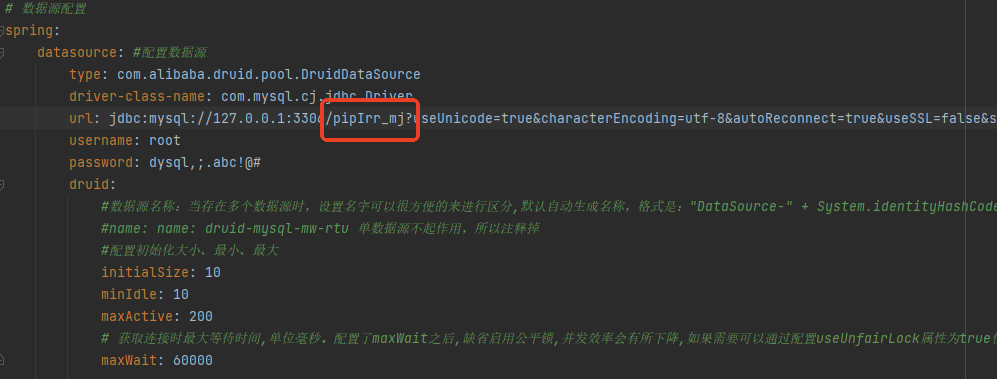 # 数据源配置
spring:
datasource: #配置数据源
type: com.alibaba.druid.pool.DruidDataSource
driver-class-name: com.mysql.cj.jdbc.Driver
url: jdbc:mysql://127.0.0.1:3306/pipIrr_mj?useUnicode=true&characterEncoding=utf-8&autoReconnect=true&useSSL=false&s
username: root
password: dysql,;.abc!@#
druid:
#数据源名称：当存在多个数据源时，设置名字可以很方便的来进行区分,默认自动生成名称，格式是："DataSource-" + System.identityHashCode
#name: name: druid-mysql-mw-rtu 单数据源不起作用，所以注释掉
#配置初始化大小、最小、最大
initialSize: 10
minIdle: 10
maxActive: 200
# 获取连接时最大等待时间,单位毫秒。配置了maxWait之后,缺省启用公平锁,并发效率会有所下降,如果需要可以通过配置useUnfairLock属性为true
maxWait: 60000